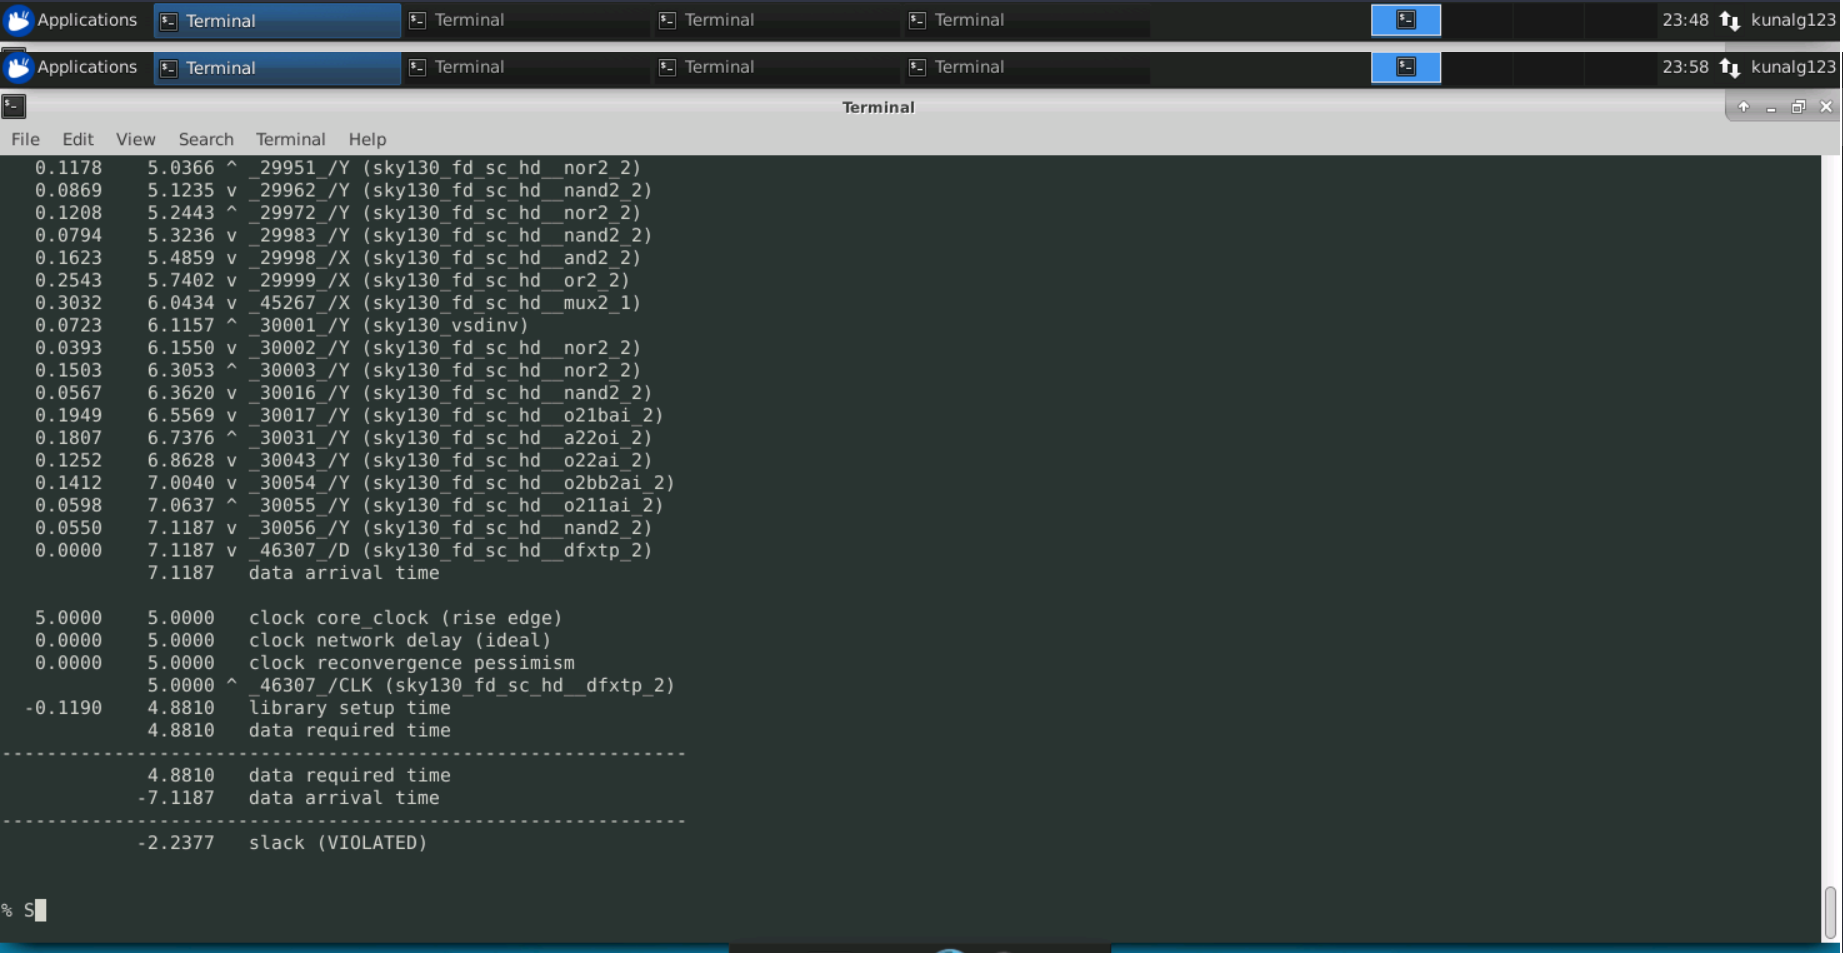 Applications Terminal Terminal Terminal Terminal 23:48 kunalg123
Applications Terminal Terminal Terminal Terminal 23:58 kunalg123
Terminal
File Edit View Search Terminal Help
0.1178 5.0366 ^ _29951_/Y (sky130_fd_sc_hd__nor2_2)
0.0869 5.1235 v _29962_/Y (sky130_fd_sc_hd__nand2_2)
0.1208 5.2443 ^ _29972_/Y (sky130_fd_sc_hd__nor2_2)
0.0794 5.3236 v _29983_/Y (sky130_fd_sc_hd__nand2_2)
0.1623 5.4859 v _29998_/X (sky130_fd_sc_hd__and2_2)
0.2543 5.7402 v _29999_/X (sky130_fd_sc_hd__or2_2)
0.3032 6.0434 v _45267_/X (sky130_fd_sc_hd__mux2_1)
0.0723 6.1157 ^ _30001_/Y (sky130_vsdinv)
0.0393 6.1550 v _30002_/Y (sky130_fd_sc_hd__nor2_2)
0.1503 6.3053 ^ _30003_/Y (sky130_fd_sc_hd__nor2_2)
0.0567 6.3620 v _30016_/Y (sky130_fd_sc_hd__nand2_2)
0.1949 6.5569 v _30017_/Y (sky130_fd_sc_hd__o21bai_2)
0.1807 6.7376 ^ _30031_/Y (sky130_fd_sc_hd__a22oi_2)
0.1252 6.8628 v _30043_/Y (sky130_fd_sc_hd__o22ai_2)
0.1412 7.0040 v _30054_/Y (sky130_fd_sc_hd__o2bb2ai_2)
0.0598 7.0637 ^ _30055_/Y (sky130_fd_sc_hd__o211ai_2)
0.0550 7.1187 v _30056_/Y (sky130_fd_sc_hd__nand2_2)
0.0000 7.1187 v _46307_/D (sky130_fd_sc_hd__dfxtp_2)
7.1187 data arrival time
5.0000 5.0000 clock core_clock (rise edge)
0.0000 5.0000 clock network delay (ideal)
0.0000 5.0000 clock reconvergence pessimism
5.0000 ^ _46307_/CLK (sky130_fd_sc_hd__dfxtp_2)
-0.1190 4.8810 library setup time
4.8810 data required time
-------------------------------------------------------------
4.8810 data required time
-7.1187 data arrival time
-------------------------------------------------------------
-2.2377 slack (VIOLATED)
% S